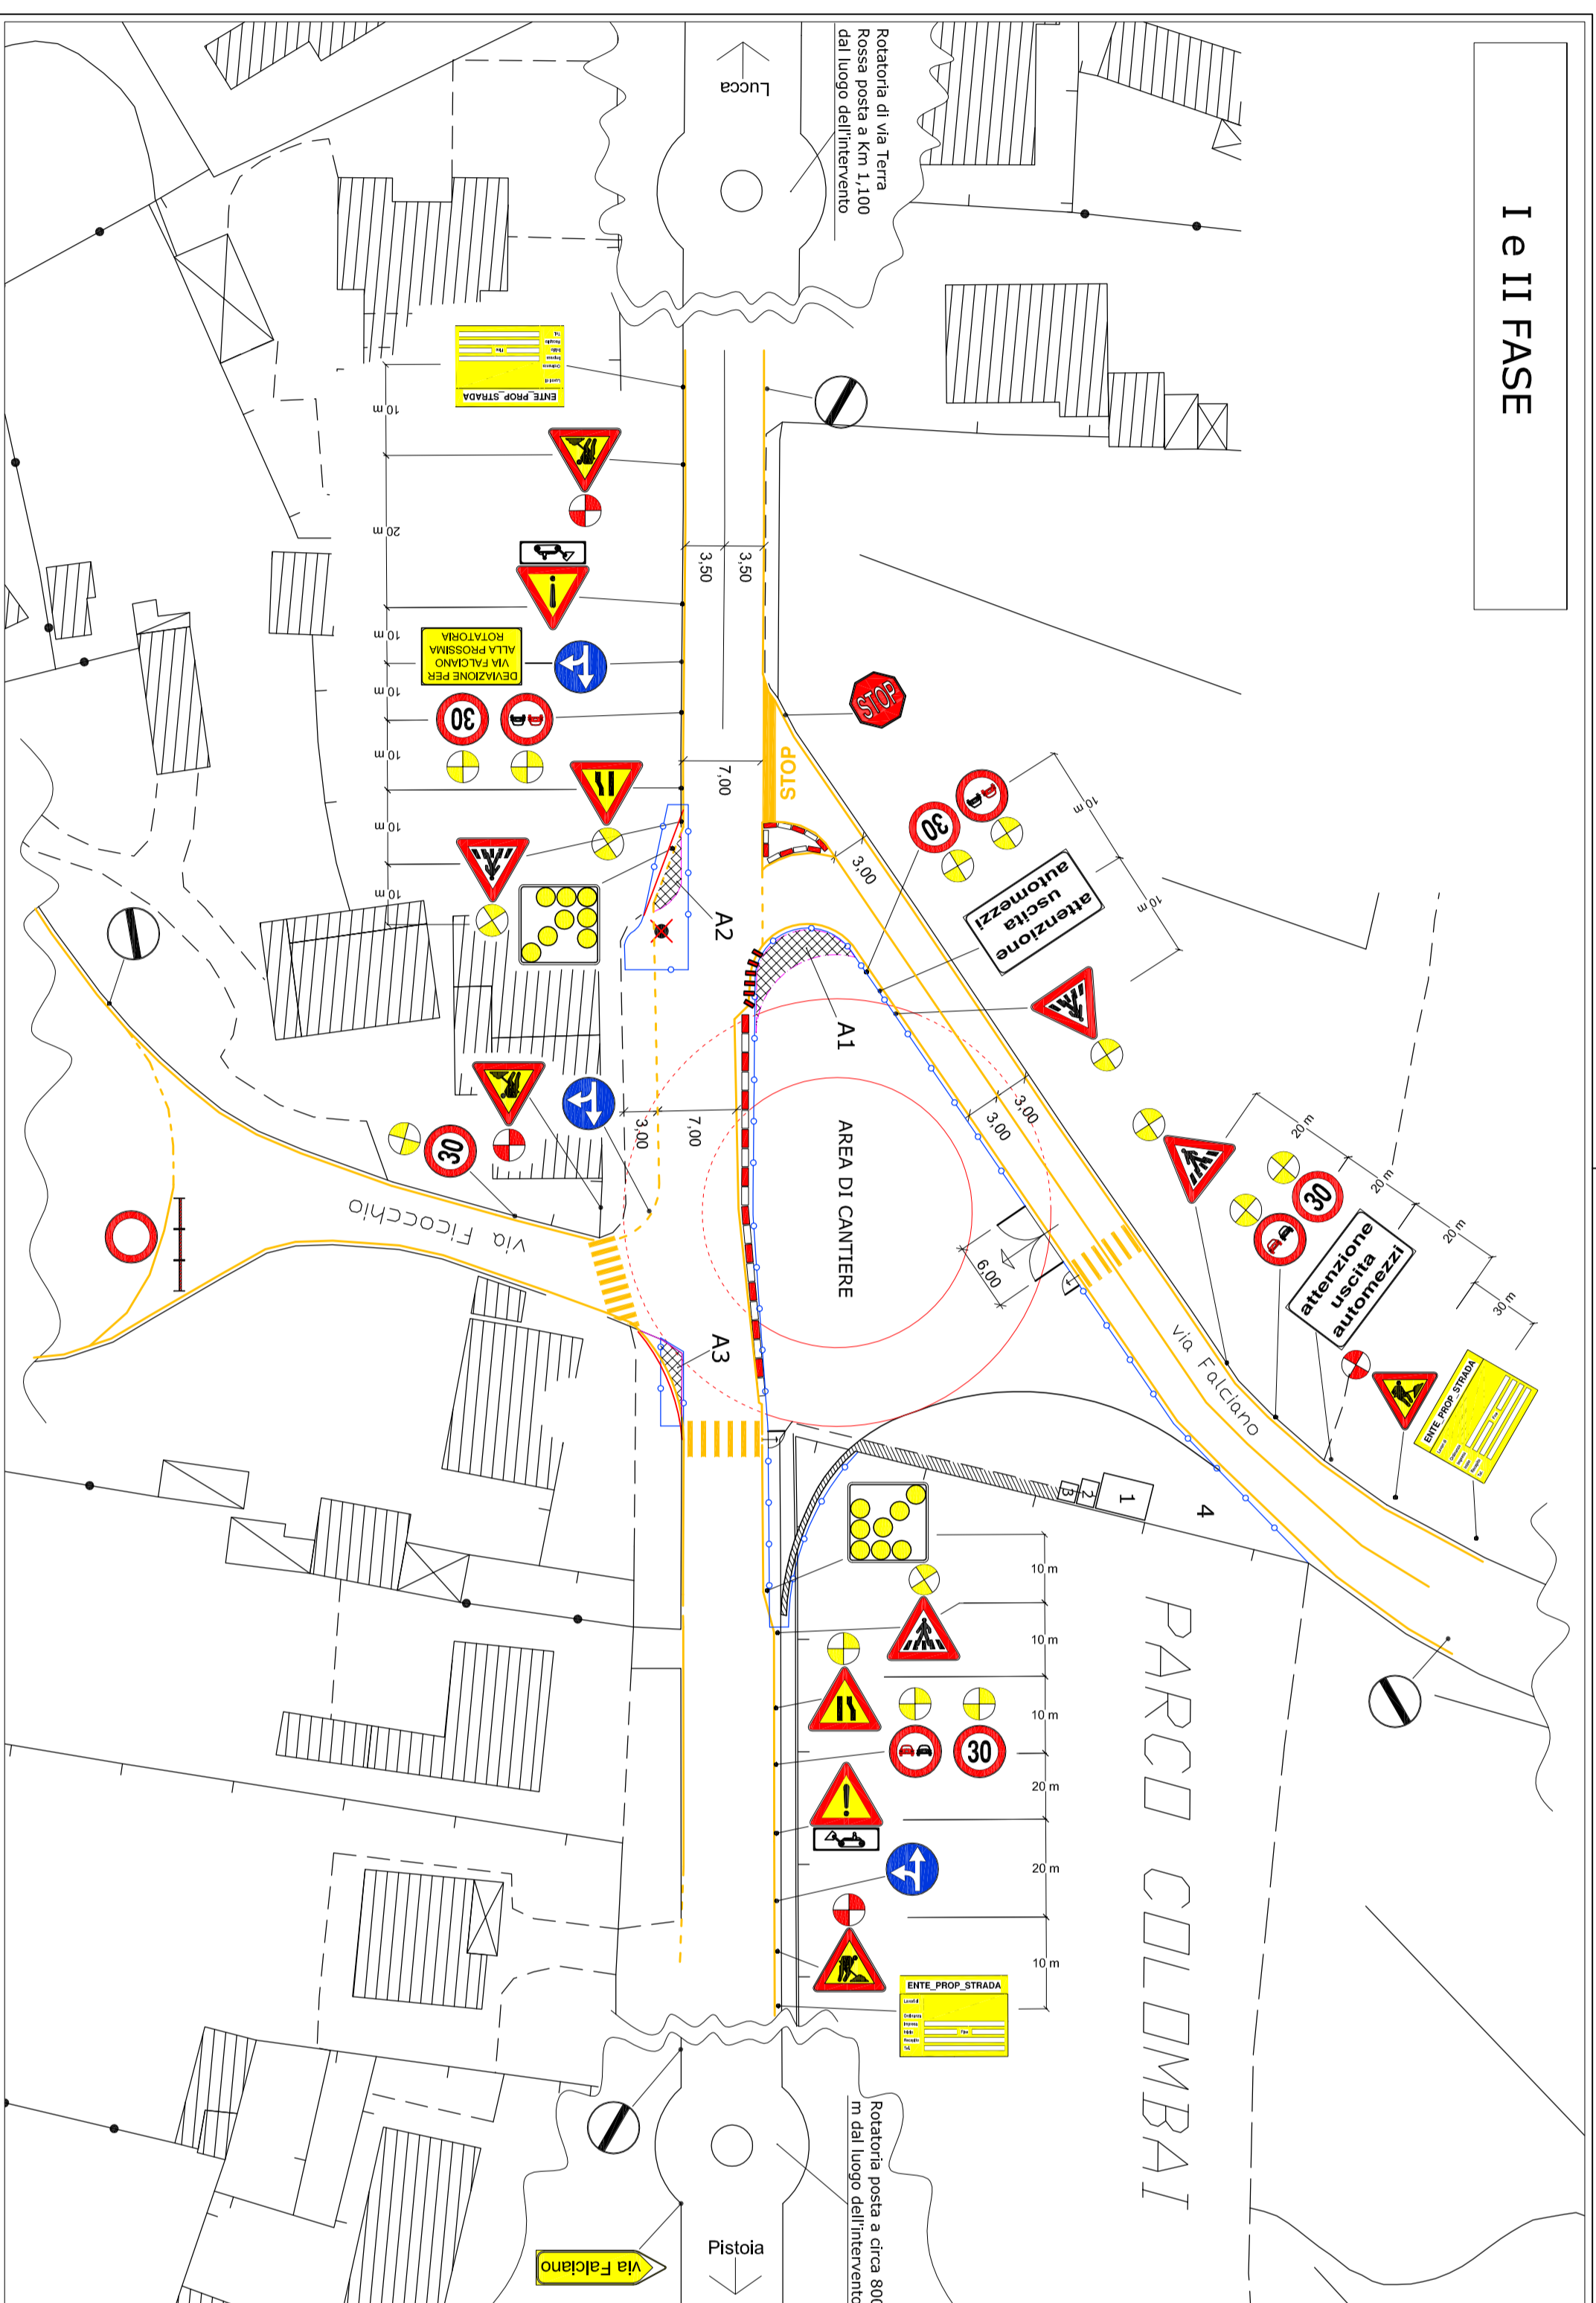 I e II FASE
Rotatoria di via Terra
Rossa posta a Km 1,100
dal luogo dell'intervento
Lucca
ENTE_PROP_STRADA
10 m
20 m
10 m
10 m
10 m
10 m
10 m
3,50
3,50
DEVIAZIONE PER
VIA FALCIANO
ALLA PROSSIMA
ROTATORIA
30
7,00
STOP
STOP
3,00
30
10 m
10 m
attenzione
uscita
automezzi
A2
A1
AREA DI CANTIERE
3,00
3,00
3,00
7,00
30
via Ficocchio
6,00
A3
30
20 m
20 m
20 m
30 m
attenzione
uscita
automezzi
ENTE_PROP_STRADA
via Falciano
1
2
3
4
PARCO COLOMBAI
10 m
10 m
10 m
20 m
20 m
10 m
30
ENTE_PROP_STRADA
Rotatoria posta a circa 800
m dal luogo dell'intervento
Pistoia
via Falciano